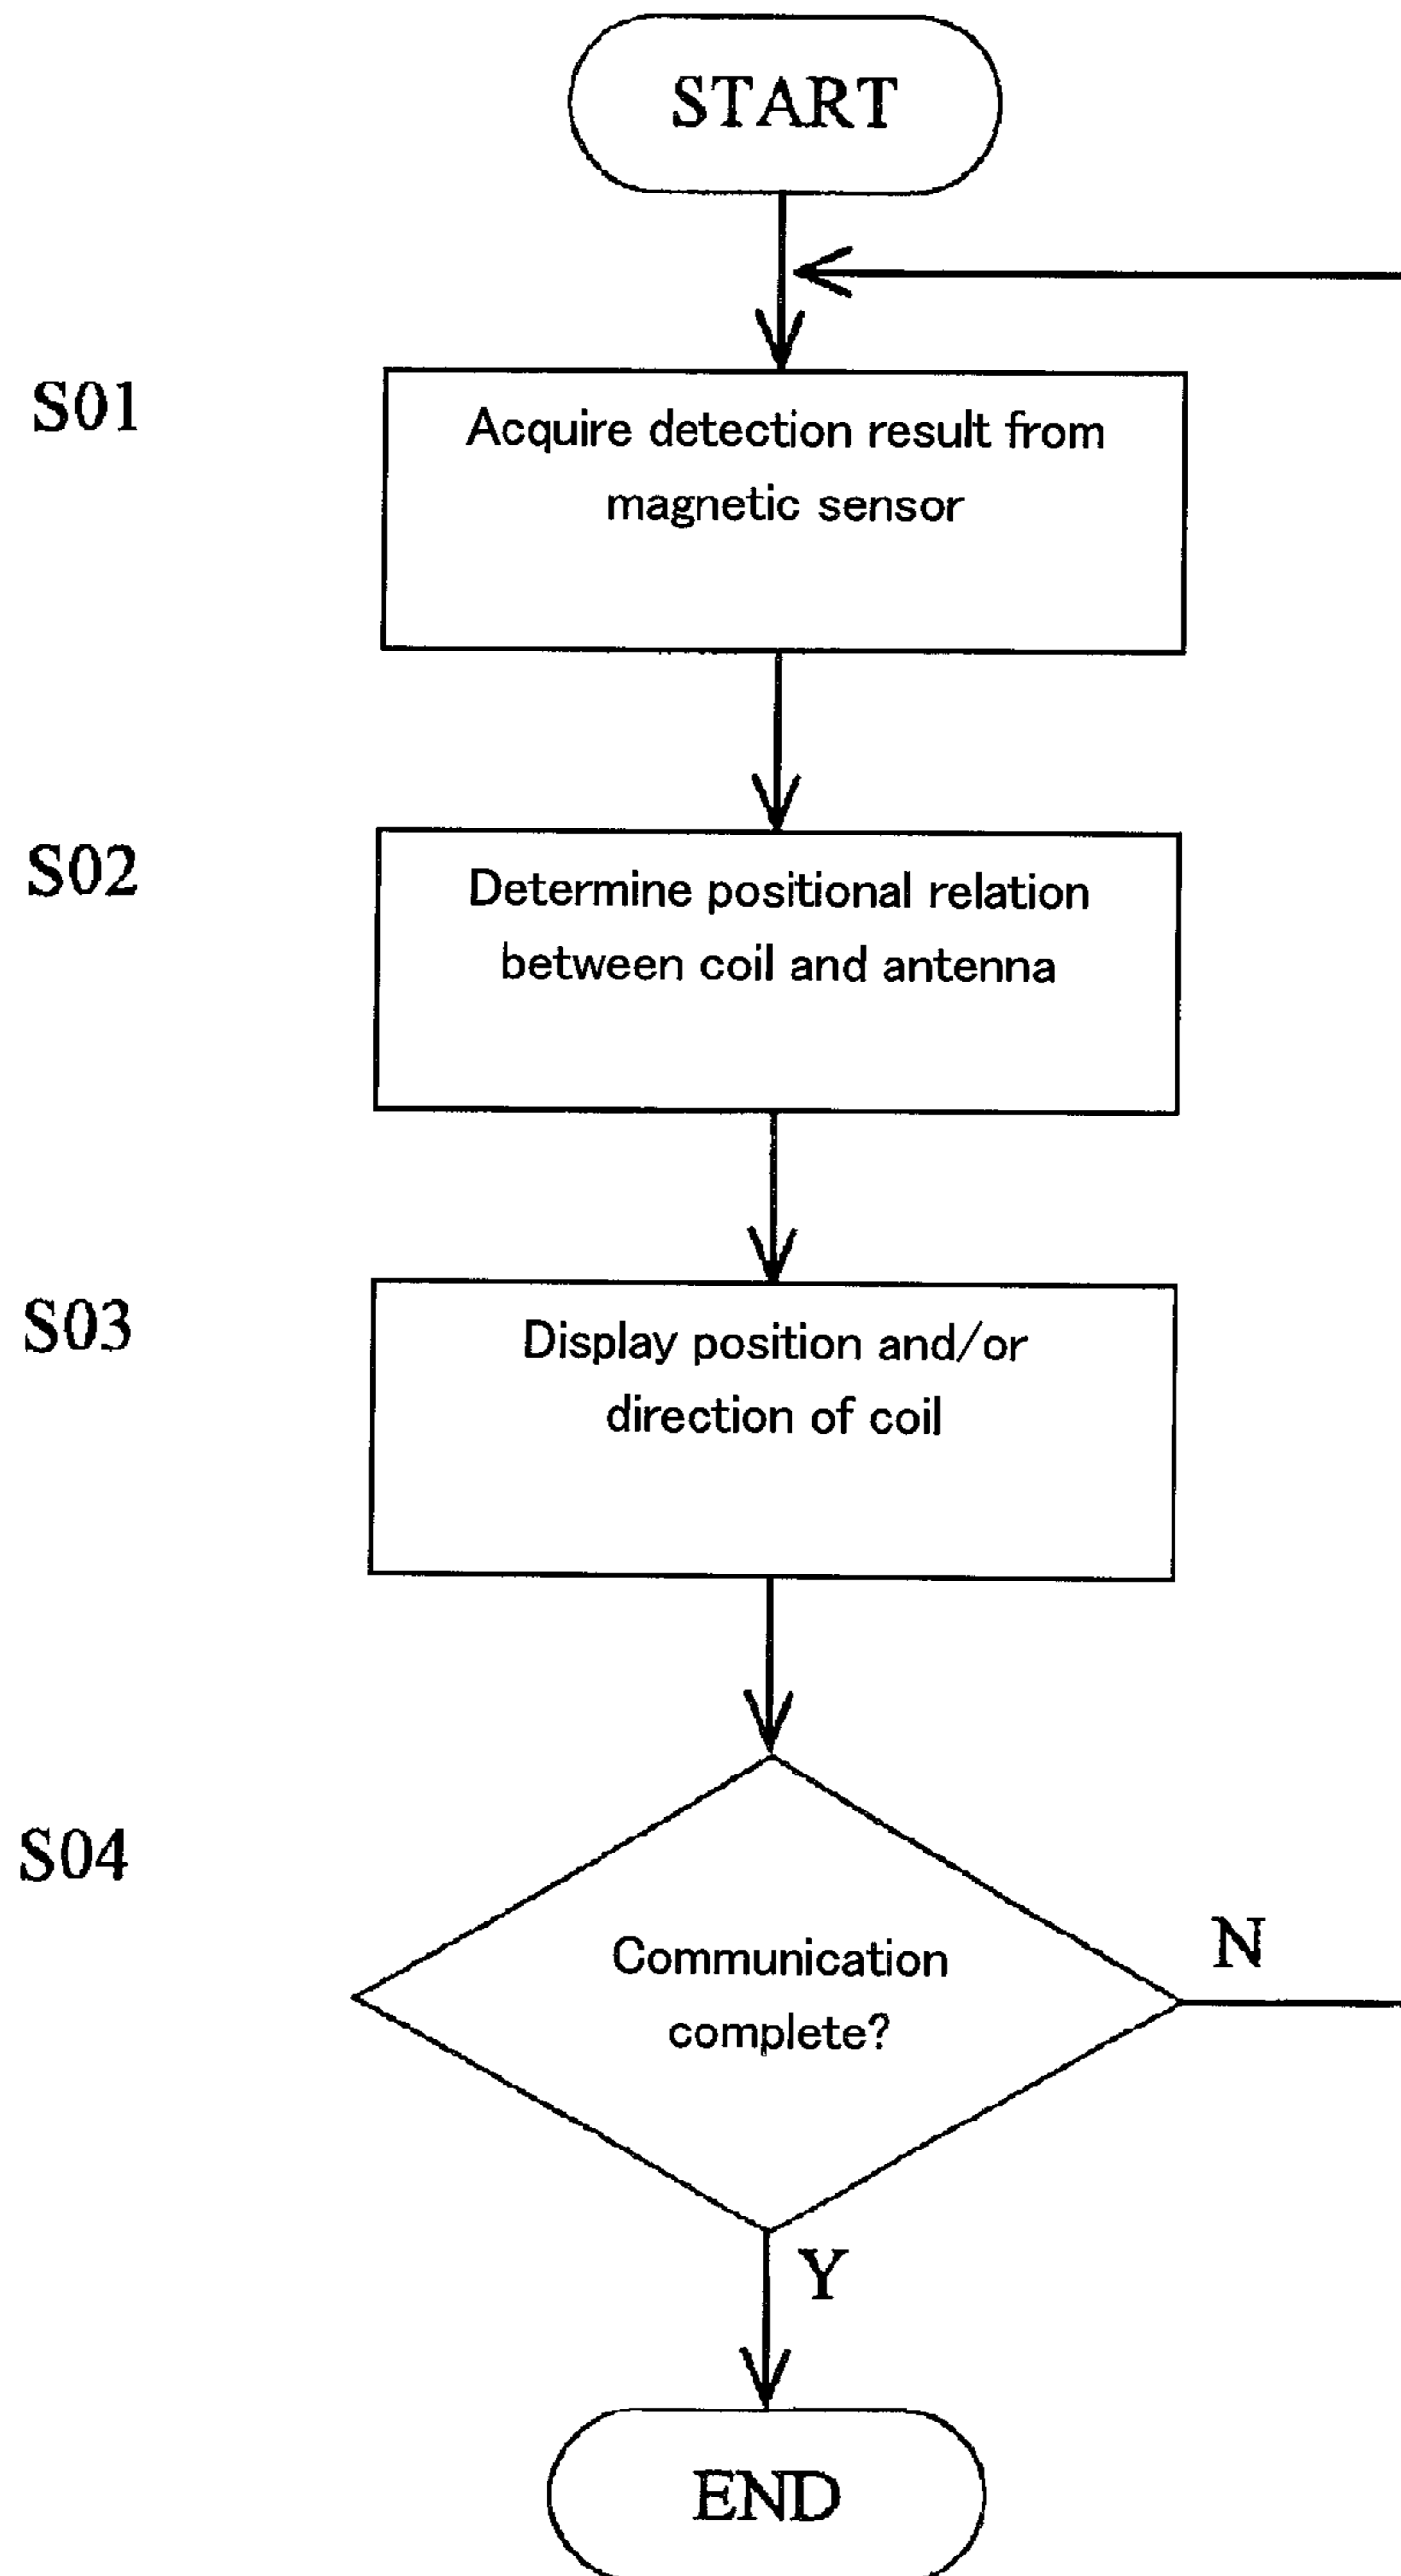 START
S01
Acquire detection result from
magnetic sensor
S02
Determine positional relation
between coil and antenna
S03
Display position and/or
direction of coil
S04
Communication
complete?
N
Y
END